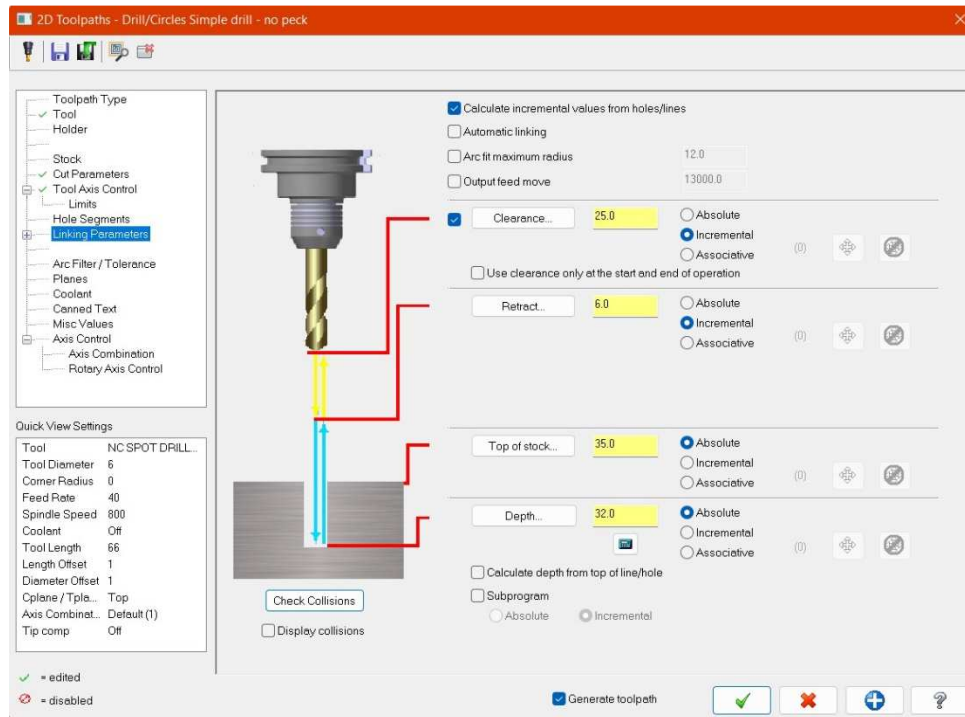 2D Toolpaths - Drill/Circles Simple drill - no peck
Toolpath Type
Tool
Holder
Stock
Cut Parameters
Tool Axis Control
Limits
Hole Segments
Linking Parameters
Arc Filter / Tolerance
Planes
Coolant
Canned Text
Misc Values
Axis Control
Axis Combination
Rotary Axis Control
Quick View Settings
Tool NC SPOT DRILL...
Tool Diameter 6
Corner Radius 0
Feed Rate 40
Spindle Speed 800
Coolant Off
Tool Length 66
Length Offset 1
Diameter Offset 1
Cplane / Tpla... Top
Axis Combinat... Default (1)
Tip comp Off
= edited
= disabled
Check Collisions
Display collisions
Calculate incremental values from holes/lines
Automatic linking
Arc fit maximum radius 12.0
Output feed move 13000.0
Clearance... 25.0 Absolute
Incremental
Associative (0)
Use clearance only at the start and end of operation
Retract... 6.0 Absolute
Incremental
Associative (0)
Top of stock... 35.0 Absolute
Incremental
Associative (0)
Depth... 32.0 Absolute
Incremental
Associative (0)
Calculate depth from top of line/hole
Subprogram
Absolute Incremental
Generate toolpath
?